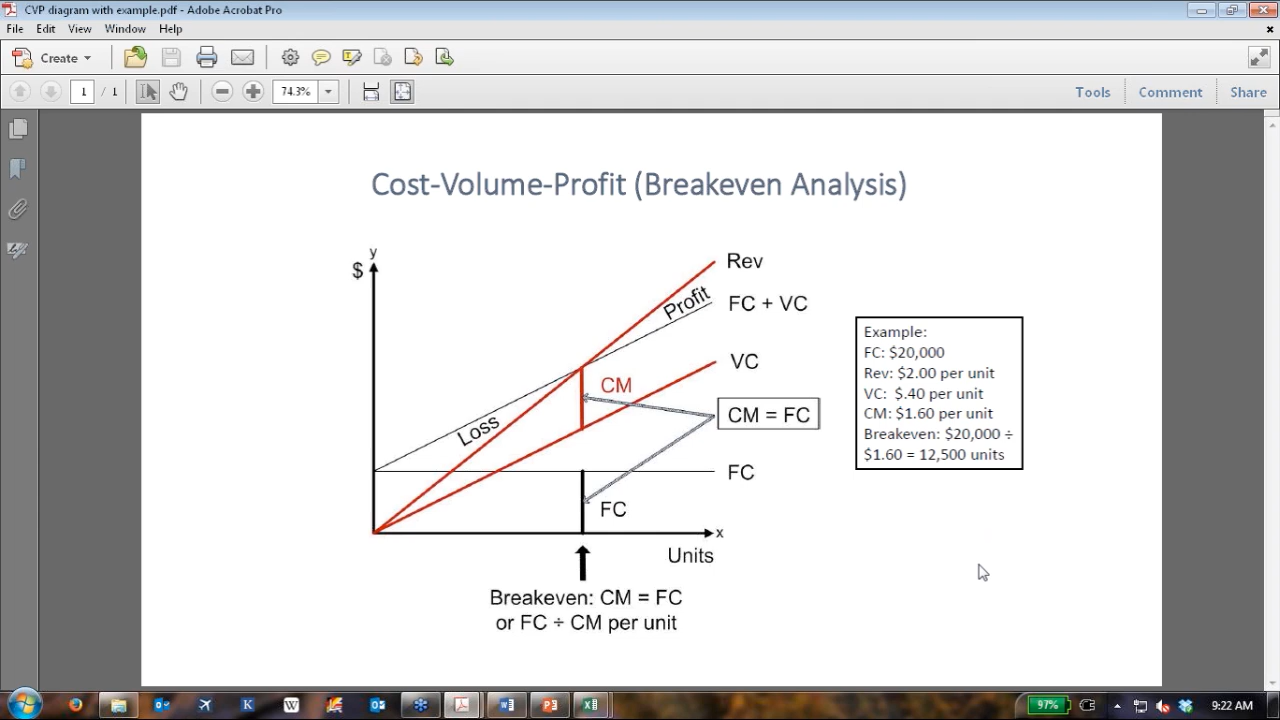 CVP diagram with example.pdf - Adobe Acrobat Pro
File Edit View Window Help
Create
1 / 1 74.3% Tools Comment Share
Cost-Volume-Profit (Breakeven Analysis)
y
$
Rev
Profit
FC + VC
VC
CM
CM = FC
Loss
FC
FC
x
Units
Breakeven: CM = FC
or FC ÷ CM per unit
Example:
FC: $20,000
Rev: $2.00 per unit
VC: $.40 per unit
CM: $1.60 per unit
Breakeven: $20,000 ÷
$1.60 = 12,500 units
97% 9:22 AM